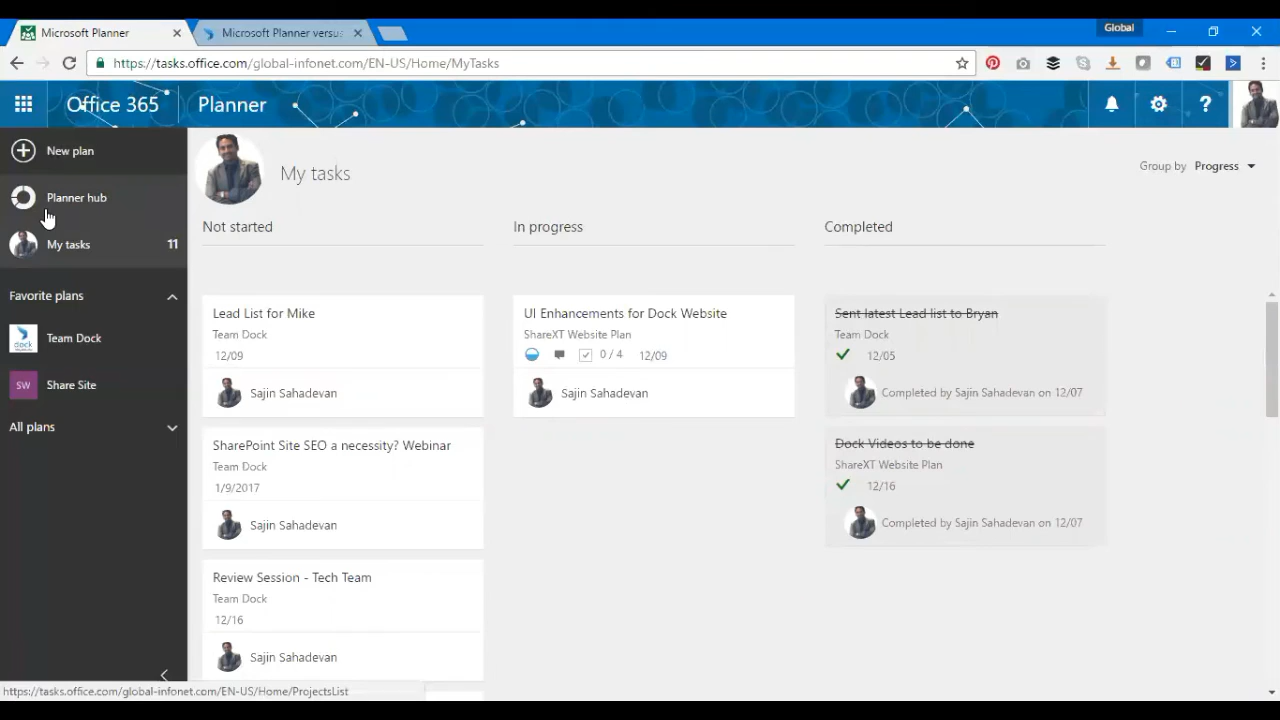 Microsoft Planner
Microsoft Planner versu
Global
https://tasks.office.com/global-infonet.com/EN-US/Home/MyTasks
Office 365
Planner
?
New plan
Planner hub
My tasks
11
Favorite plans
dock
Team Dock
SW
Share Site
All plans
My tasks
Group by Progress
Not started
In progress
Completed
Lead List for Mike
Team Dock
12/09
Sajin Sahadevan
SharePoint Site SEO a necessity? Webinar
Team Dock
1/9/2017
Sajin Sahadevan
Review Session - Tech Team
Team Dock
12/16
Sajin Sahadevan
UI Enhancements for Dock Website
ShareXT Website Plan
0 / 4 12/09
Sajin Sahadevan
Sent latest Lead list to Bryan
Team Dock
12/05
Completed by Sajin Sahadevan on 12/07
Dock Videos to be done
ShareXT Website Plan
12/16
Completed by Sajin Sahadevan on 12/07
https://tasks.office.com/global-infonet.com/EN-US/Home/ProjectsList